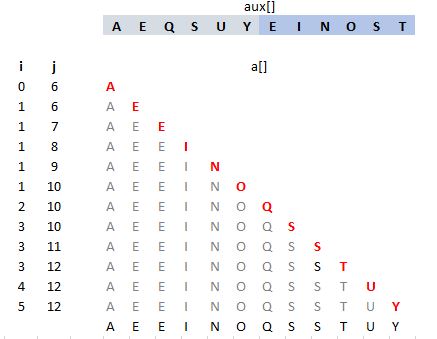 aux[]
A E Q S U Y E I N O S T
i j a[]
0 6 A
1 6 A E
1 7 A E E
1 8 A E E I
1 9 A E E I N
1 10 A E E I N O
2 10 A E E I N O Q
3 10 A E E I N O Q S
3 11 A E E I N O Q S S
3 12 A E E I N O Q S S T
4 12 A E E I N O Q S S T U
5 12 A E E I N O Q S S T U Y
A E E I N O Q S S T U Y